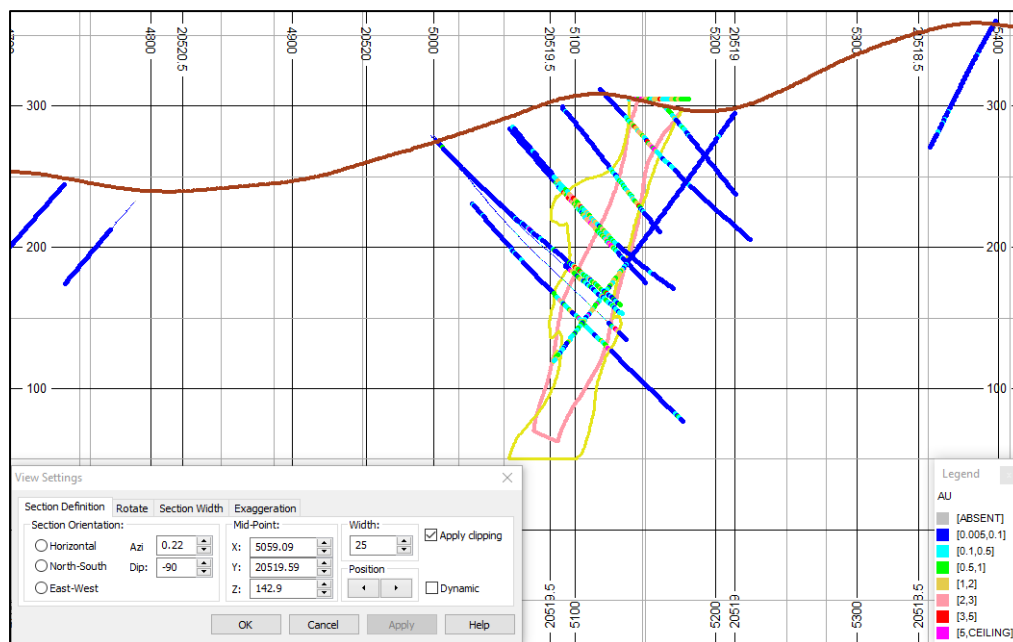 4800
20520.5
4900
20520
5000
20519.5
5100
5200
20519
5300
20518.5
5400
300
300
200
200
100
100
View Settings
Section Definition Rotate Section Width Exaggeration
Section Orientation: Mid-Point: Width:
Horizontal Azi 0.22 X: 5059.09 25 Apply clipping
North-South Dip: -90 Y: 20519.59 Position
East-West Z: 142.9 Dynamic
OK Cancel Apply Help
20519.5
5100
5200
20519
5300
20518.5
Legend
AU
[ABSENT]
[0.005,0.1]
[0.1,0.5]
[0.5,1]
[1,2]
[2,3]
[3,5]
[5,CEILING]